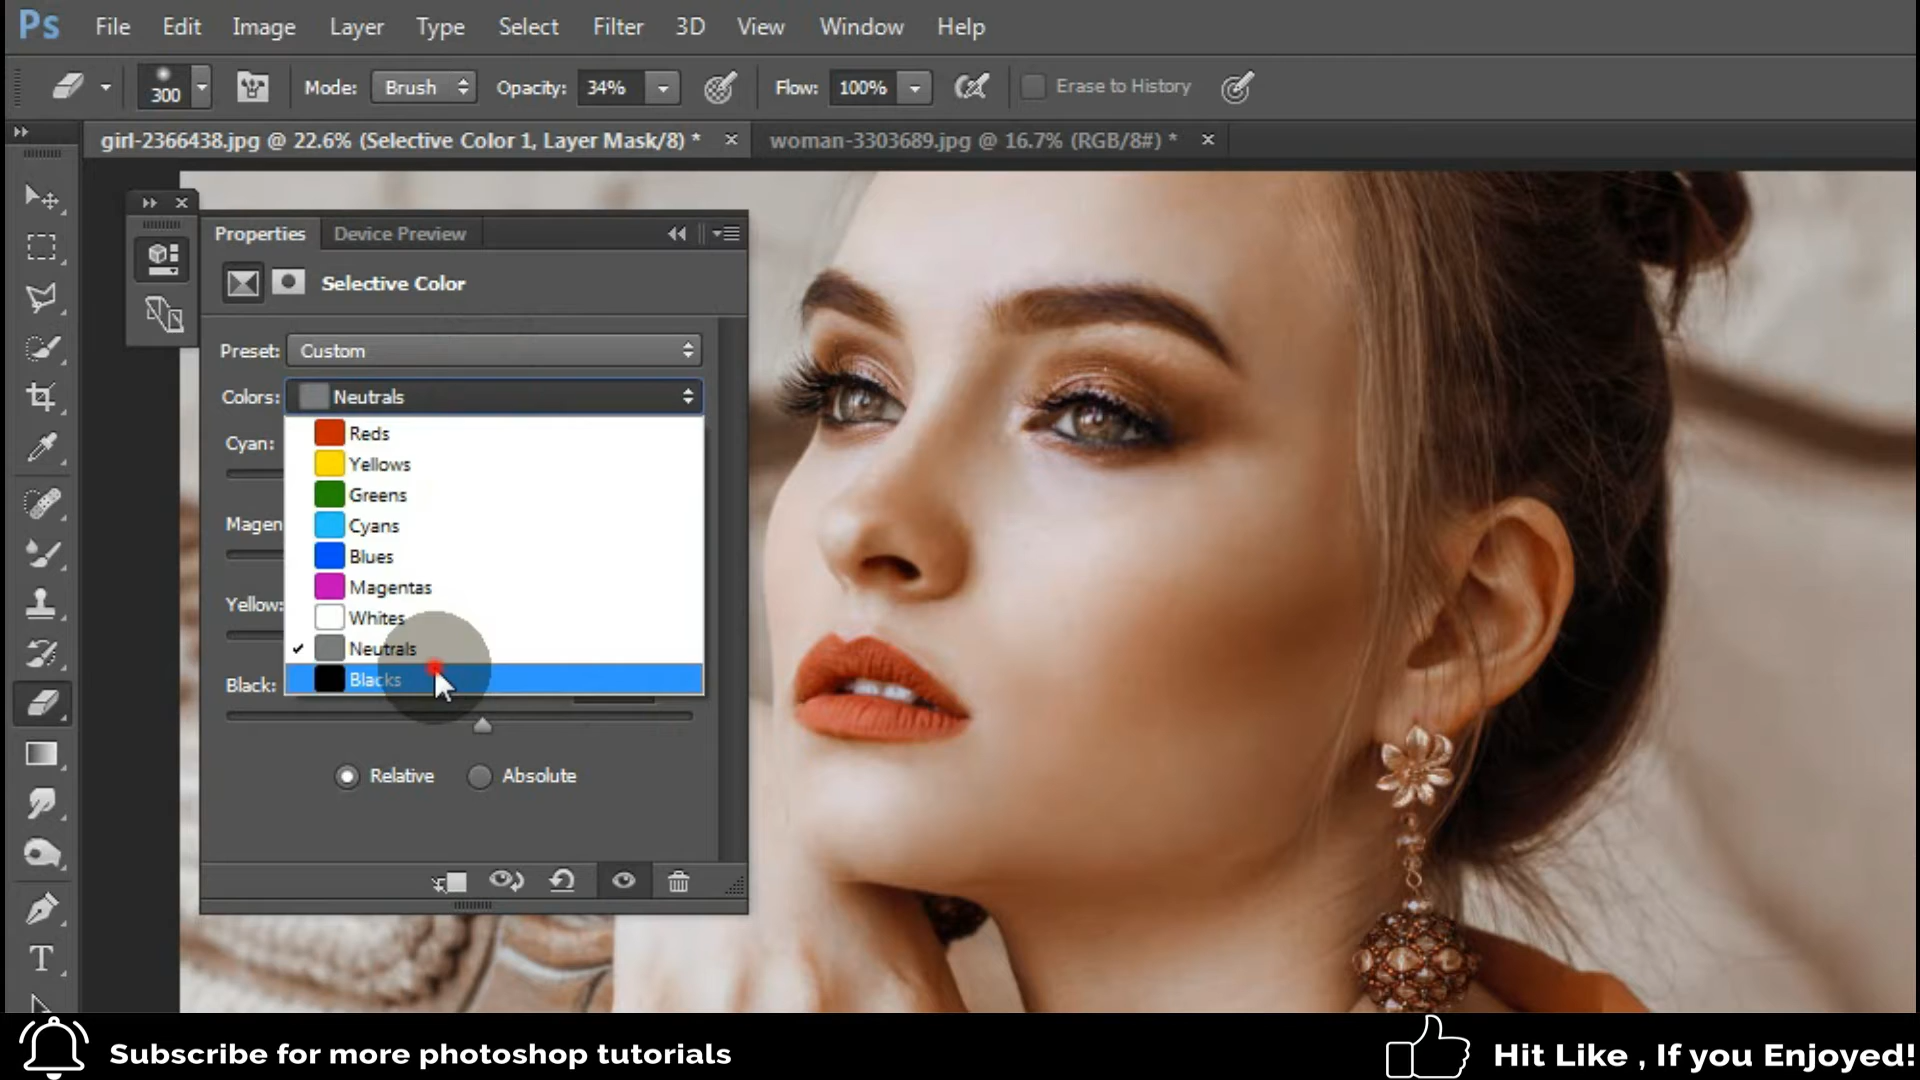 Ps File Edit Image Layer Type Select Filter 3D View Window Help
300 Mode: Brush Opacity: 34% Flow: 100% Erase to History
girl-2366438.jpg @ 22.6% (Selective Color 1, Layer Mask/8) * woman-3303689.jpg @ 16.7% (RGB/8#) *
Properties Device Preview
Selective Color
Preset: Custom
Colors: Neutrals
Reds
Cyan:
Yellows
Greens
Magen
Cyans
Blues
Magentas
Yellow:
Whites
Neutrals
Black: Blacks
Relative Absolute
T
Subscribe for more photoshop tutorials
Hit Like , If you Enjoyed!